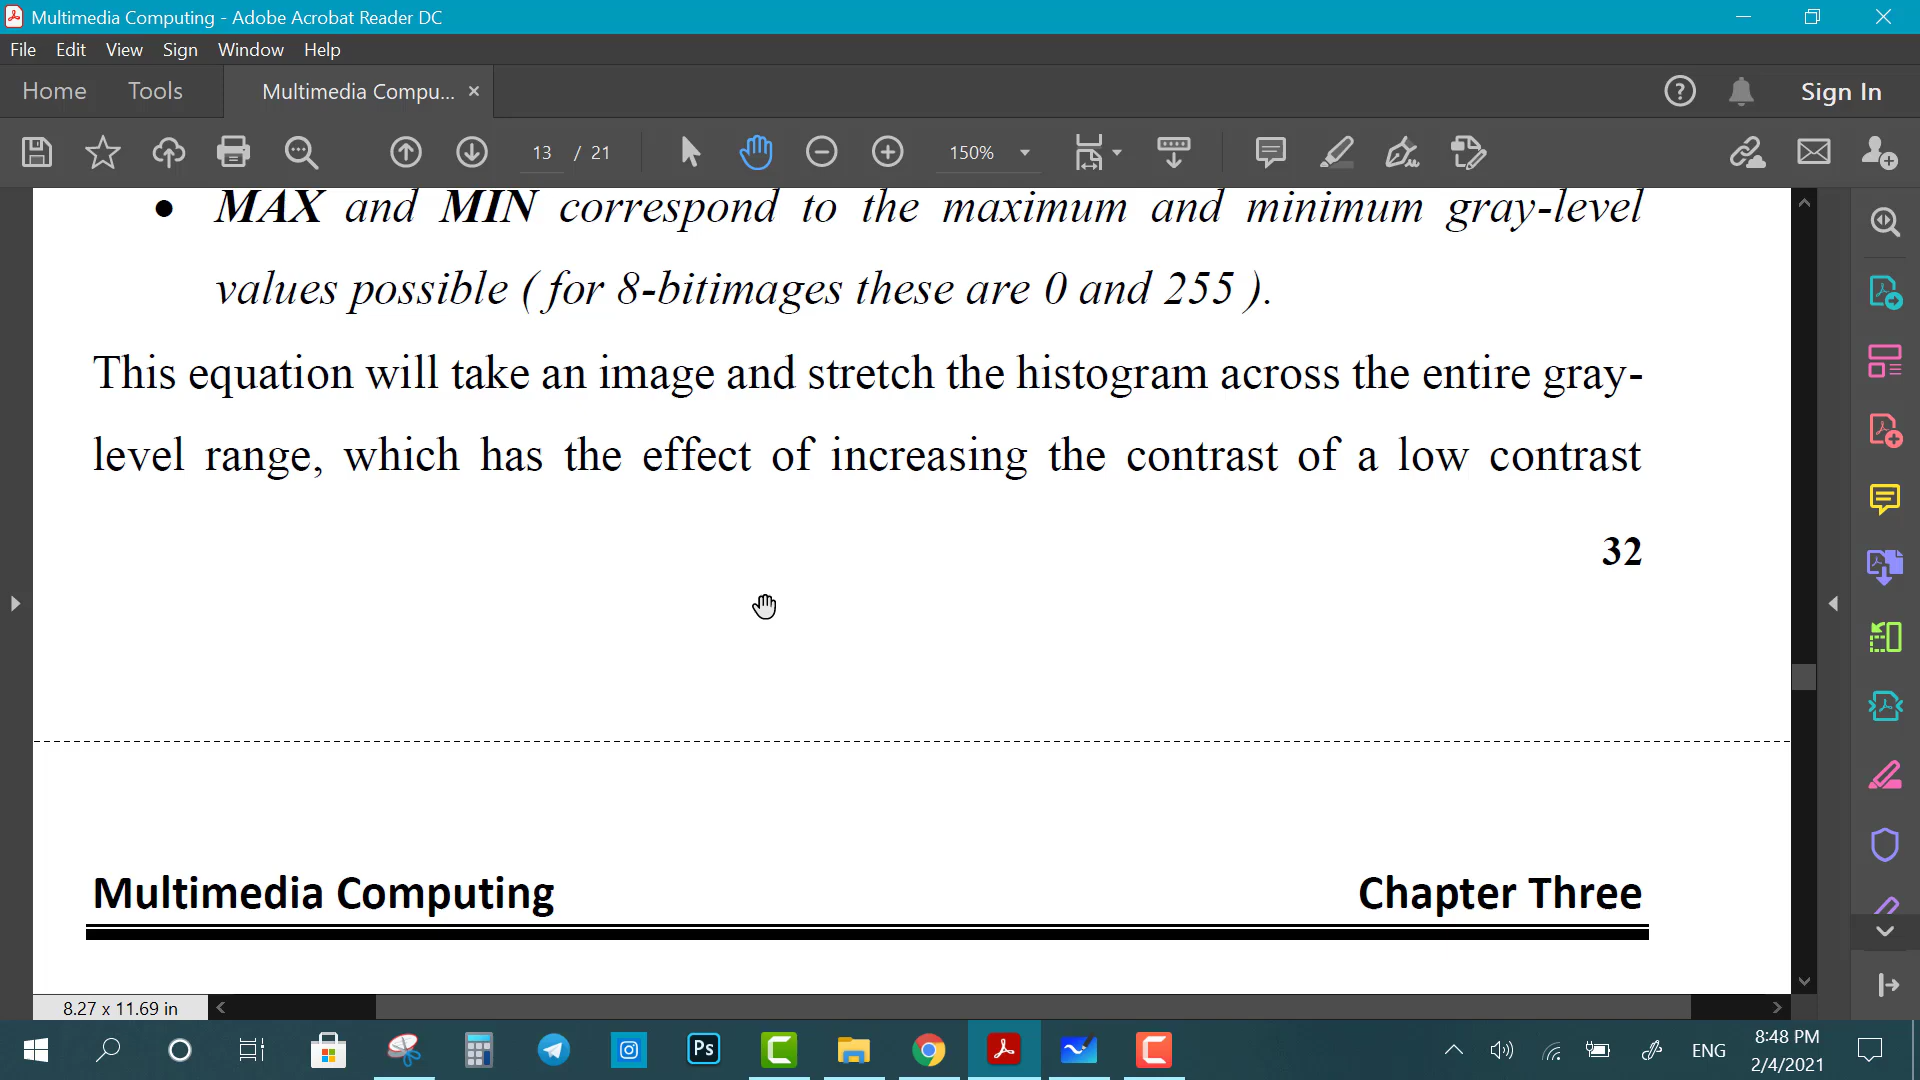 Multimedia Computing - Adobe Acrobat Reader DC
File Edit View Sign Window Help
Home Tools Multimedia Compu... Sign In
13 / 21 150%
• MAX and MIN correspond to the maximum and minimum gray-level
values possible ( for 8-bitimages these are 0 and 255 ).
This equation will take an image and stretch the histogram across the entire gray-
level range, which has the effect of increasing the contrast of a low contrast
32
Multimedia Computing Chapter Three
8.27 x 11.69 in
Ps
ENG
8:48 PM
2/4/2021